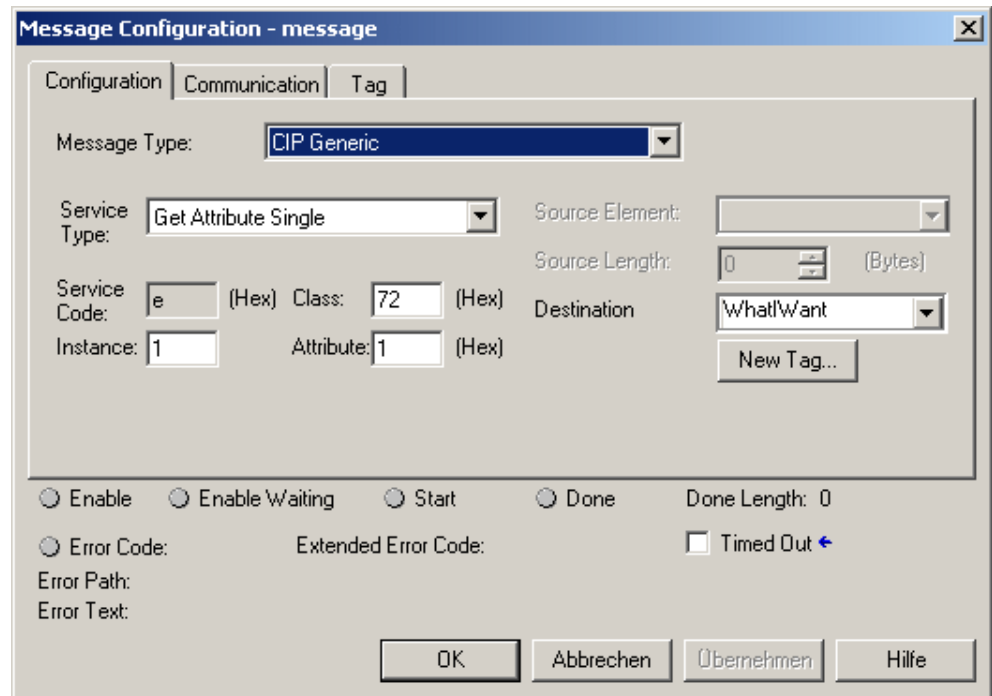 Message Configuration - message
Configuration Communication Tag
Message Type: CIP Generic
Service Type: Get Attribute Single
Source Element:
Source Length: 0 (Bytes)
Service Code: e (Hex) Class: 72 (Hex)
Destination WhatIWant
Instance: 1 Attribute: 1 (Hex)
New Tag...
Enable Enable Waiting Start Done Done Length: 0
Error Code: Extended Error Code: Timed Out
Error Path:
Error Text:
OK Abbrechen Übernehmen Hilfe